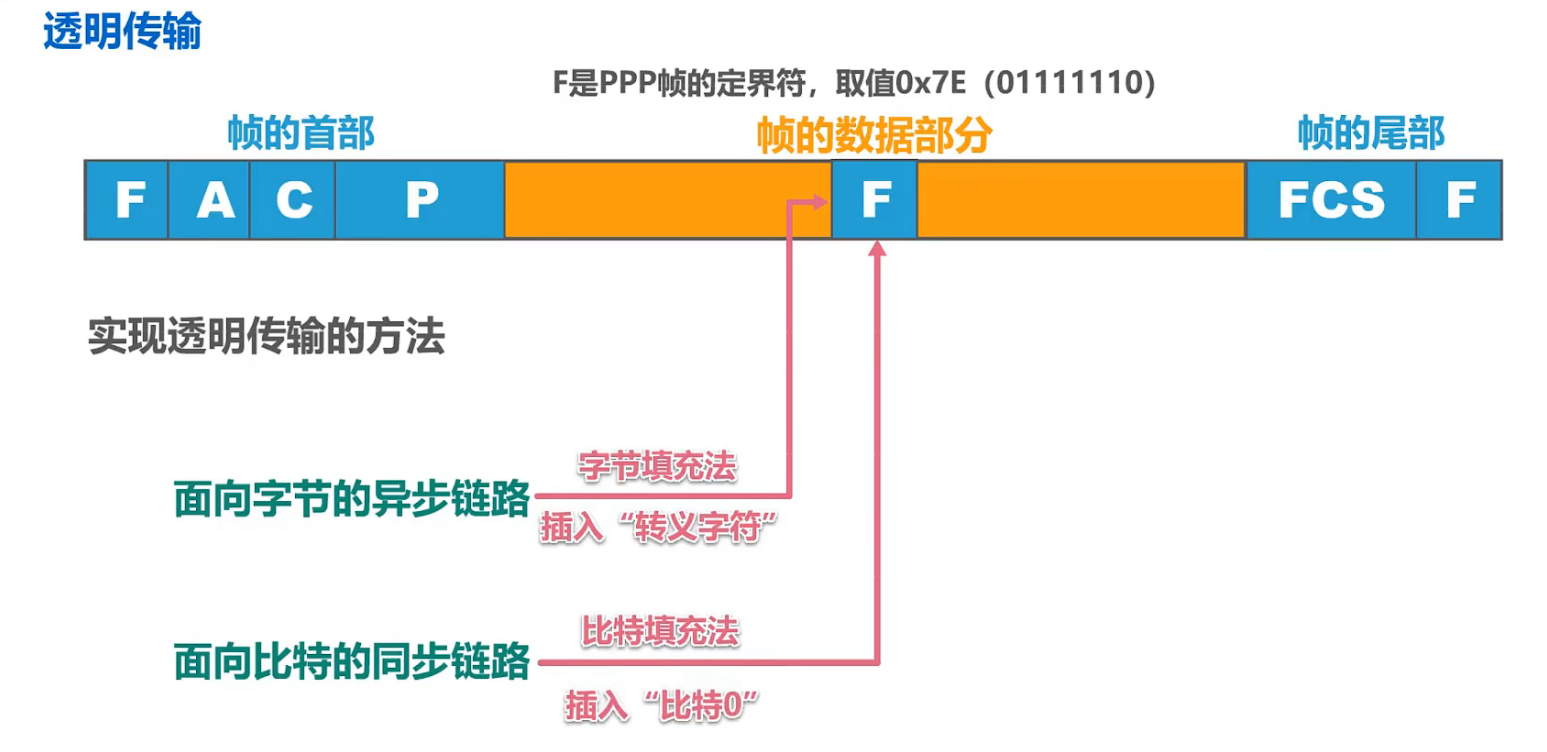 透明传输
F是PPP帧的定界符，取值0x7E（01111110）
帧的首部 帧的数据部分 帧的尾部
F A C P F FCS F
实现透明传输的方法
字节填充法
面向字节的异步链路
插入“转义字符”
比特填充法
面向比特的同步链路
插入“比特0”